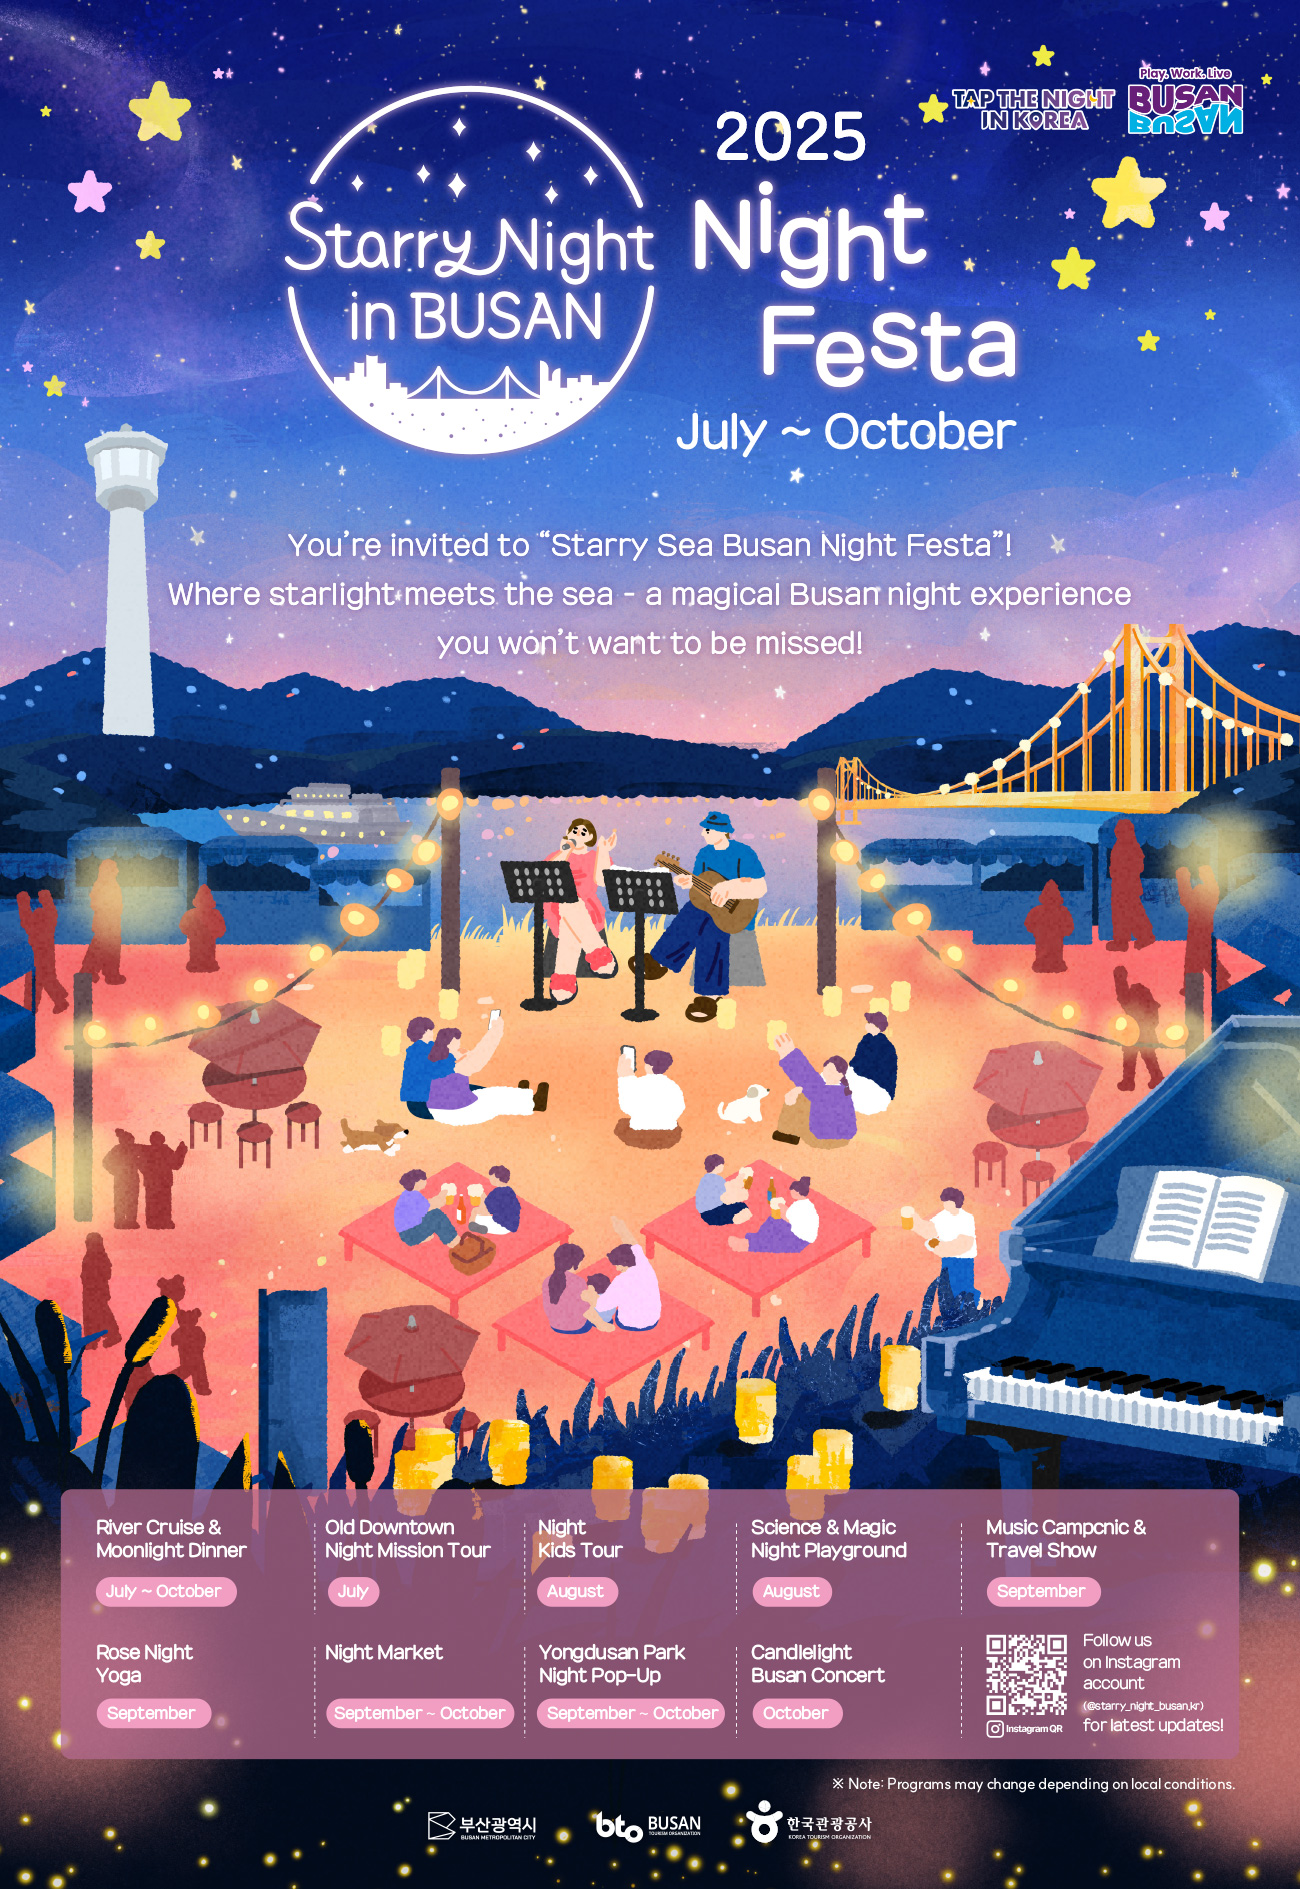 TAP THE NIGHT
IN KOREA
Play. Work. Live
BUSAN
BUSAN
Starry Night
in BUSAN
2025
Night
Festa
July ~ October
You're invited to “Starry Sea Busan Night Festa”!
Where starlight meets the sea - a magical Busan night experience
you won't want to be missed!
River Cruise &
Moonlight Dinner
July ~ October
Old Downtown
Night Mission Tour
July
Night
Kids Tour
August
Science & Magic
Night Playground
August
Music Campcnic &
Travel Show
September
Rose Night
Yoga
September
Night Market
September ~ October
Yongdusan Park
Night Pop-Up
September ~ October
Candlelight
Busan Concert
October
Instagram QR
Follow us
on Instagram
account
(@starry_night_busan.kr)
for latest updates!
※ Note: Programs may change depending on local conditions.
부산광역시
BUSAN METROPOLITAN CITY
bto BUSAN
TOURISM ORGANIZATION
한국관광공사
KOREA TOURISM ORGANIZATION